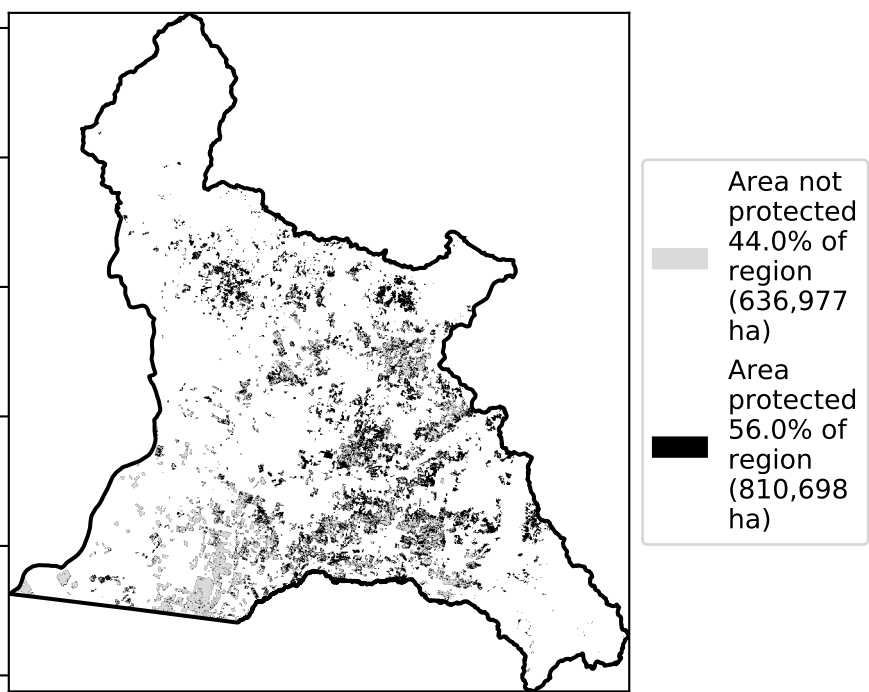 Area not
protected
44.0% of
region
(636,977
ha)
Area
protected
56.0% of
region
(810,698
ha)